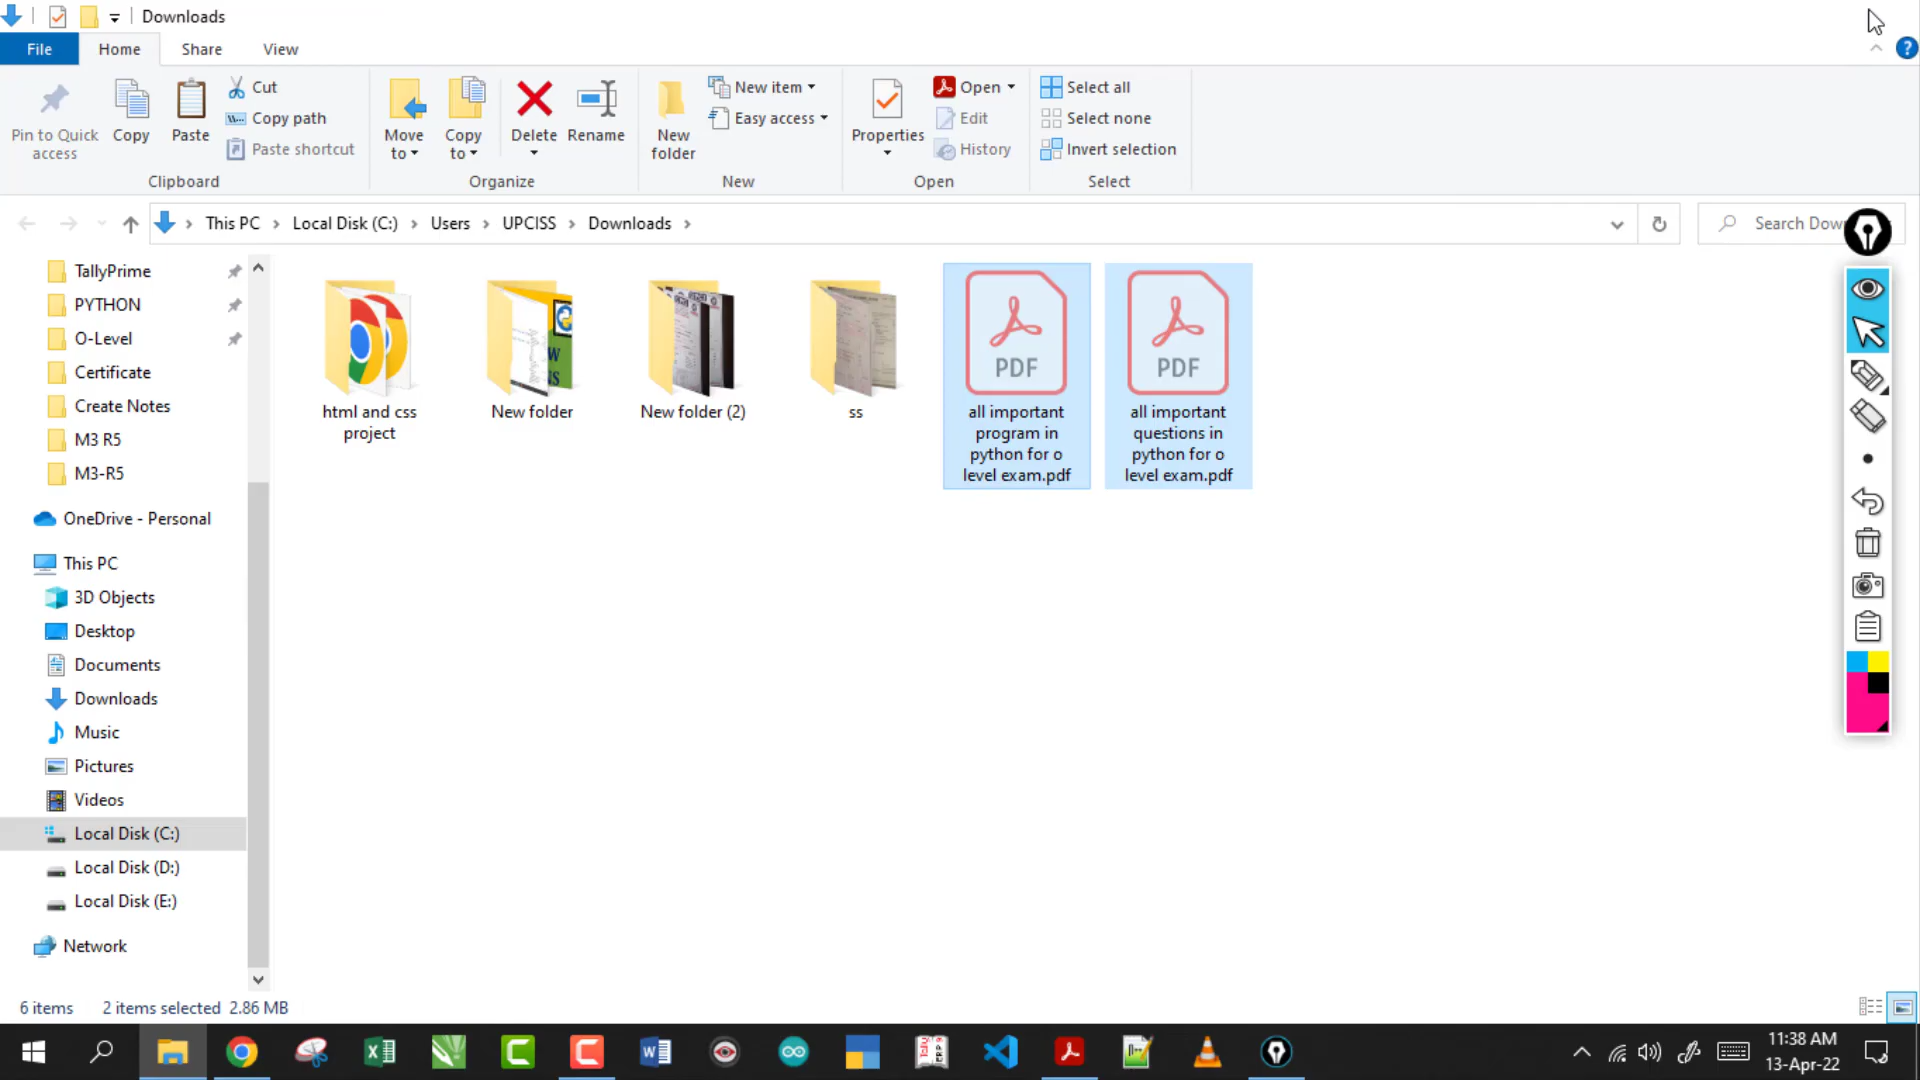 Downloads
File Home Share View
Pin to Quick access
Copy
Paste
Cut
Copy path
Paste shortcut
Clipboard
Move to
Copy to
Delete
Rename
Organize
New folder
New item
Easy access
New
Properties
Open
Edit
History
Open
Select all
Select none
Invert selection
Select
This PC Local Disk (C:) Users UPCISS Downloads
Search Dow
TallyPrime
PYTHON
O-Level
Certificate
Create Notes
M3 R5
M3-R5
OneDrive - Personal
This PC
3D Objects
Desktop
Documents
Downloads
Music
Pictures
Videos
Local Disk (C:)
Local Disk (D:)
Local Disk (E:)
Network
html and css
project
New folder
New folder (2)
ss
PDF
all important
program in
python for o
level exam.pdf
PDF
all important
questions in
python for o
level exam.pdf
6 items 2 items selected 2.86 MB
11:38 AM
13-Apr-22